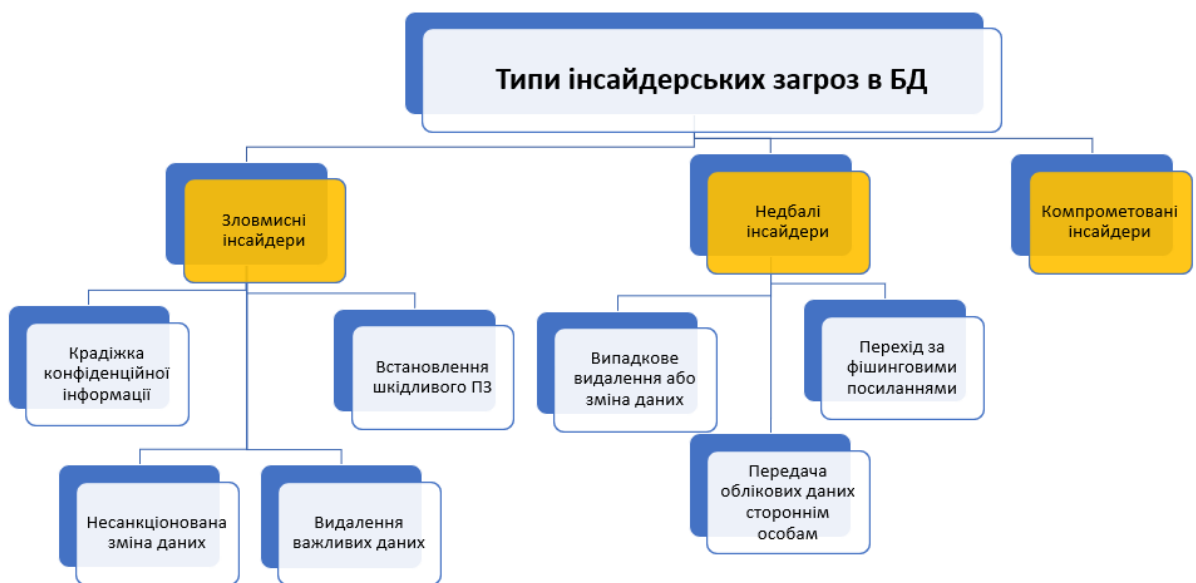 Типи інсайдерських загроз в БД
Зловмисні
інсайдери
Недбалі
інсайдери
Компрометовані
інсайдери
Крадіжка
конфіденційної
інформації
Встановлення
шкідливого ПЗ
Випадкове
видалення або
зміна даних
Перехід за
фішинговими
посиланнями
Несанкціонована
зміна даних
Видалення
важливих даних
Передача
облікових даних
стороннім
особам